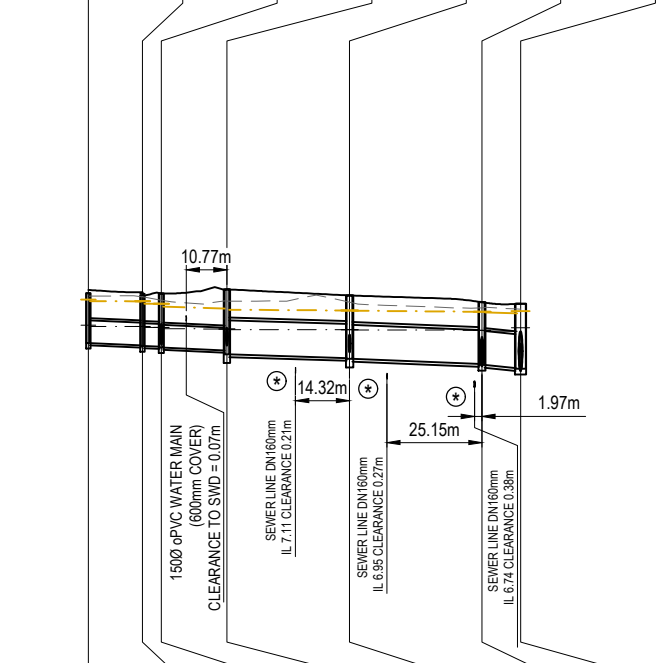 10.77m
*
14.32m
*
*
1.97m
25.15m
150Ø oPVC WATER MAIN
(600mm COVER)
CLEARANCE TO SWD = 0.07m
SEWER LINE DN160mm
IL 7.11 CLEARANCE 0.21m
SEWER LINE DN160mm
IL 6.95 CLEARANCE 0.27m
SEWER LINE DN160mm
IL 6.74 CLEARANCE 0.38m